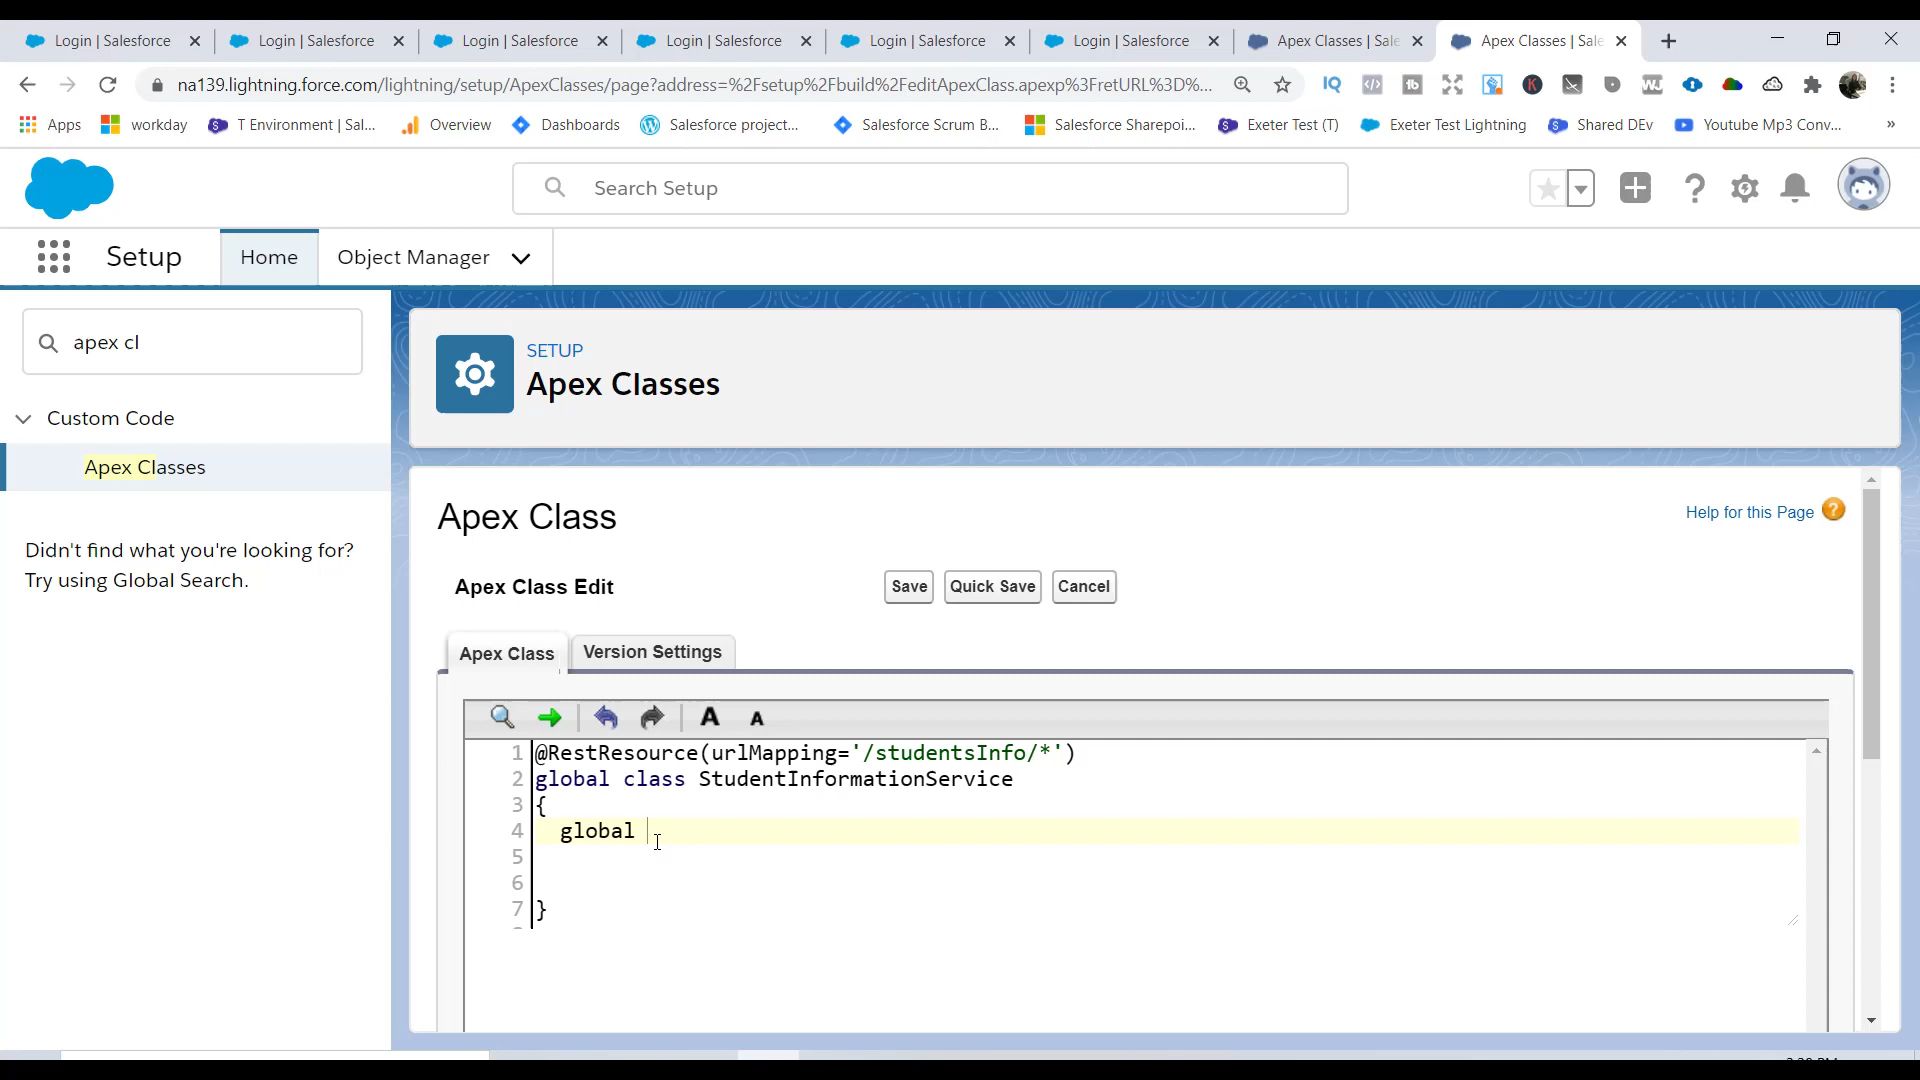 Login | Salesforce
Login | Salesforce
Login | Salesforce
Login | Salesforce
Login | Salesforce
Login | Salesforce
Apex Classes | Sale
Apex Classes | Sale
na139.lightning.force.com/lightning/setup/ApexClasses/page?address=%2Fsetup%2Fbuild%2FeditApexClass.apexp%3FretURL%3D%...
Apps
workday
T Environment | Sal...
Overview
Dashboards
Salesforce project...
Salesforce Scrum B...
Salesforce Sharepoi...
Exeter Test (T)
Exeter Test Lightning
Shared DEv
Youtube Mp3 Conv...
»
Search Setup
Setup
Home
Object Manager
apex cl
Custom Code
Apex Classes
Didn't find what you're looking for?
Try using Global Search.
SETUP
Apex Classes
Apex Class
Help for this Page
Apex Class Edit
Save
Quick Save
Cancel
Apex Class
Version Settings
1 @RestResource(urlMapping='/studentsInfo/*')
2 global class StudentInformationService
3 {
4 global
5
6
7 }